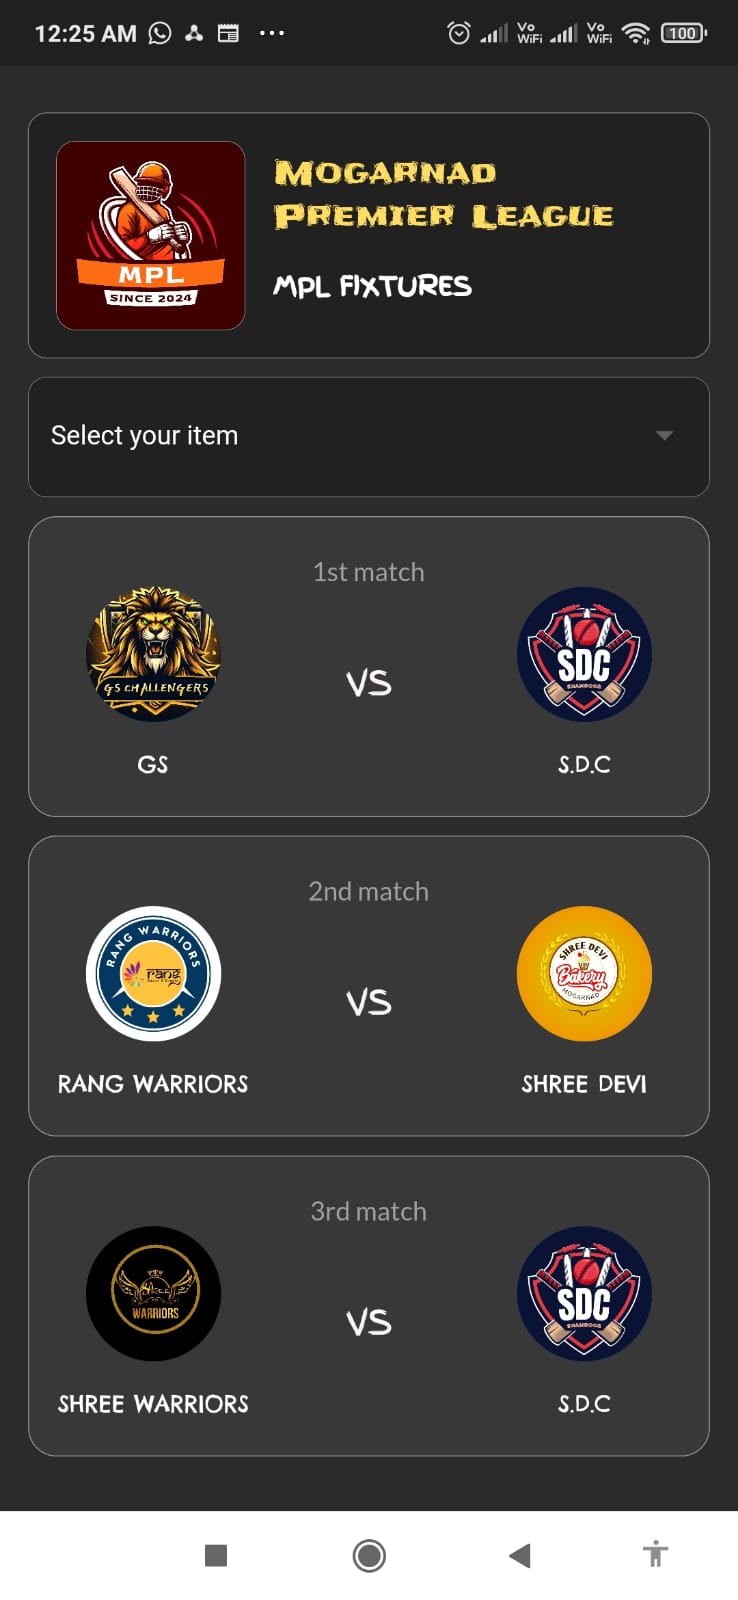 12:25 AM
Vo
WiFi
Vo
WiFi
100
MPL
SINCE 2024
MOGARNAD
PREMIER LEAGUE
MPL FIXTURES
Select your item
1st match
GS CHALLENGERS
VS
SDC
SHAMBOGA
GS
S.D.C
2nd match
RANG WARRIORS
rang
VS
SHREE DEVI
Bakery
MOGARNAD
RANG WARRIORS
SHREE DEVI
3rd match
WARRIORS
VS
SDC
SHREE WARRIORS
S.D.C